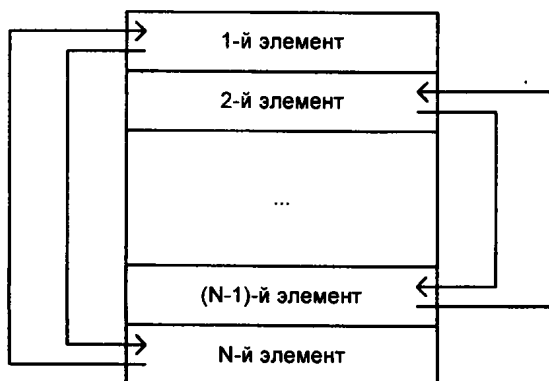 1-й элемент
2-й элемент
...
(N-1)-й элемент
N-й элемент